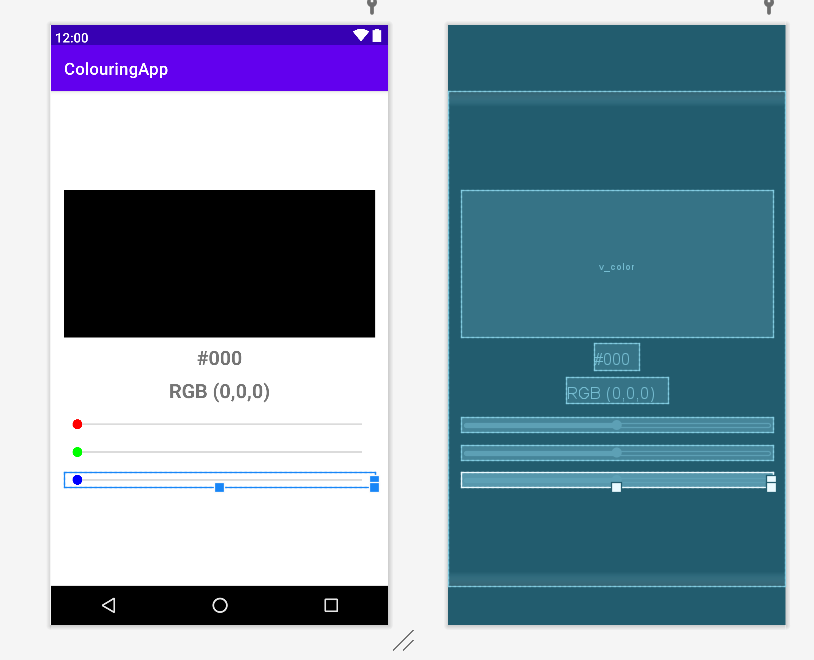 12:00
ColouringApp
#000
RGB (0,0,0)
v_color
#000
RGB (0,0,0)